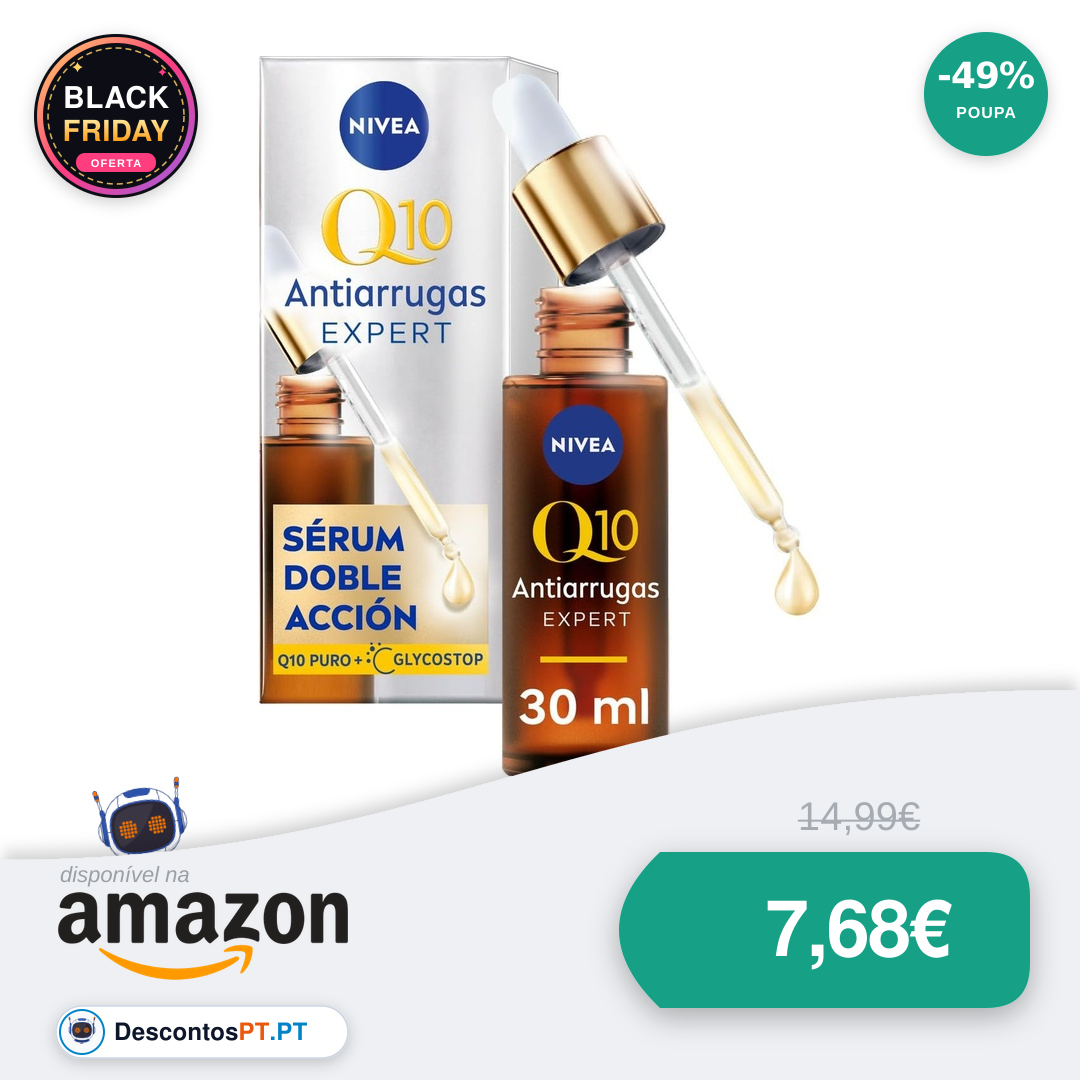 BLACK
FRIDAY
OFERTA
-49%
POUPA
NIVEA
Q10
Antiarrugas
EXPERT
SÉRUM
DOBLE
ACCIÓN
Q10 PURO + GLYCOSTOP
NIVEA
Q10
Antiarrugas
EXPERT
30 ml
14,99€
7,68€
disponível na
amazon
DescontosPT.PT